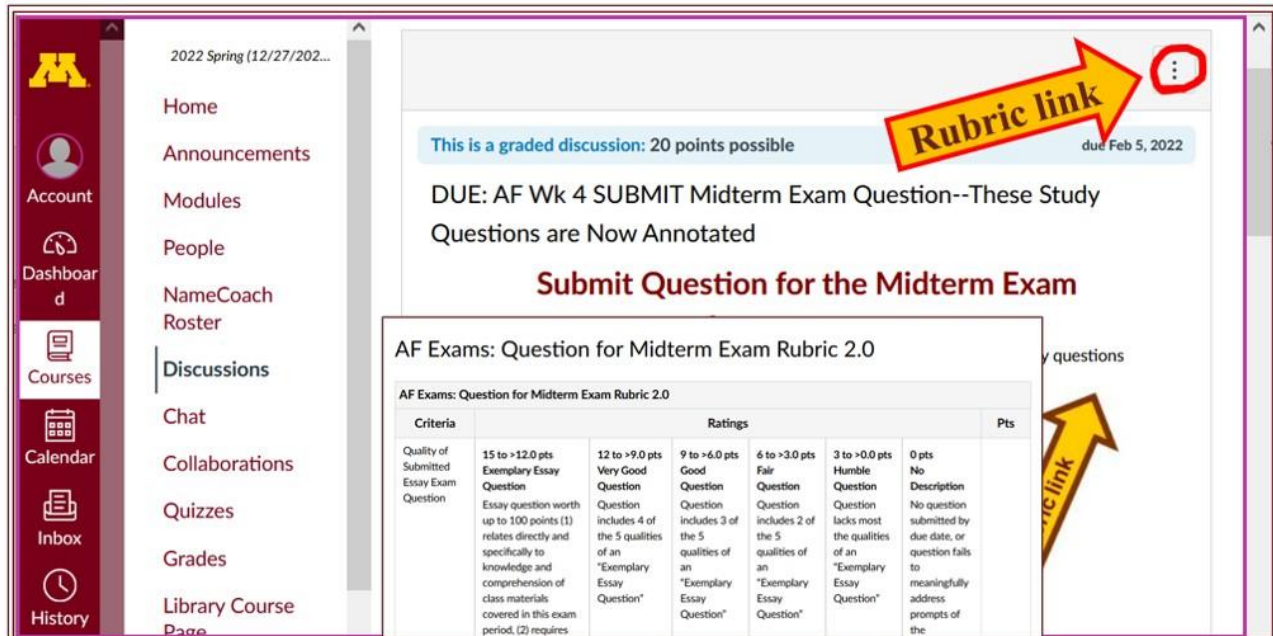 M
Account
Dashboar
d
Courses
Calendar
Inbox
History
2022 Spring (12/27/202...
Home
Announcements
Modules
People
NameCoach
Roster
Discussions
Chat
Collaborations
Quizzes
Grades
Library Course
Page
Rubric link
This is a graded discussion: 20 points possible
due Feb 5, 2022
DUE: AF Wk 4 SUBMIT Midterm Exam Question--These Study
Questions are Now Annotated
Submit Question for the Midterm Exam
y questions
ric link
AF Exams: Question for Midterm Exam Rubric 2.0
AF Exams: Question for Midterm Exam Rubric 2.0
Criteria
Ratings
Pts
Quality of
Submitted
Essay Exam
Question
15 to >12.0 pts
Exemplary Essay
Question
Essay question worth
up to 100 points (1)
relates directly and
specifically to
knowledge and
comprehension of
class materials
covered in this exam
period, (2) requires
12 to >9.0 pts
Very Good
Question
Question
includes 4 of
the 5 qualities
of an
"Exemplary
Essay
Question"
9 to >6.0 pts
Good
Question
Question
includes 3 of
the 5
qualities of
an
"Exemplary
Essay
Question"
6 to >3.0 pts
Fair
Question
Question
includes 2 of
the 5
qualities of
an
"Exemplary
Essay
Question"
3 to >0.0 pts
Humble
Question
Question
lacks most
the qualities
of an
"Exemplary
Essay
Question"
0 pts
No
Description
No question
submitted by
due date, or
question fails
to
meaningfully
address
prompts of
the